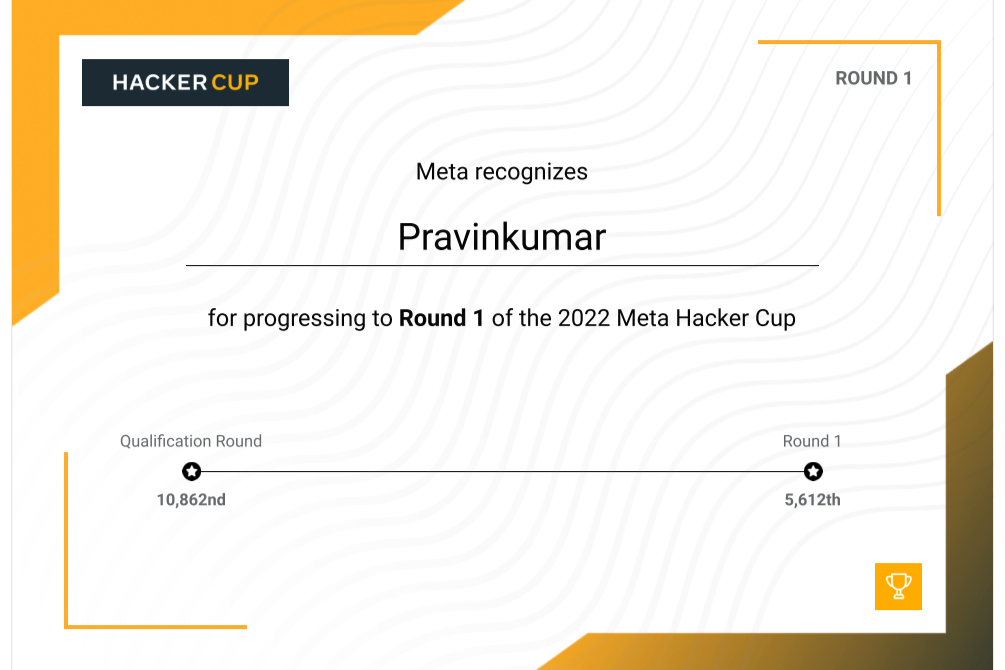 HACKER CUP
ROUND 1
Meta recognizes
Pravinkumar
for progressing to Round 1 of the 2022 Meta Hacker Cup
Qualification Round
Round 1
10,862nd
5,612th